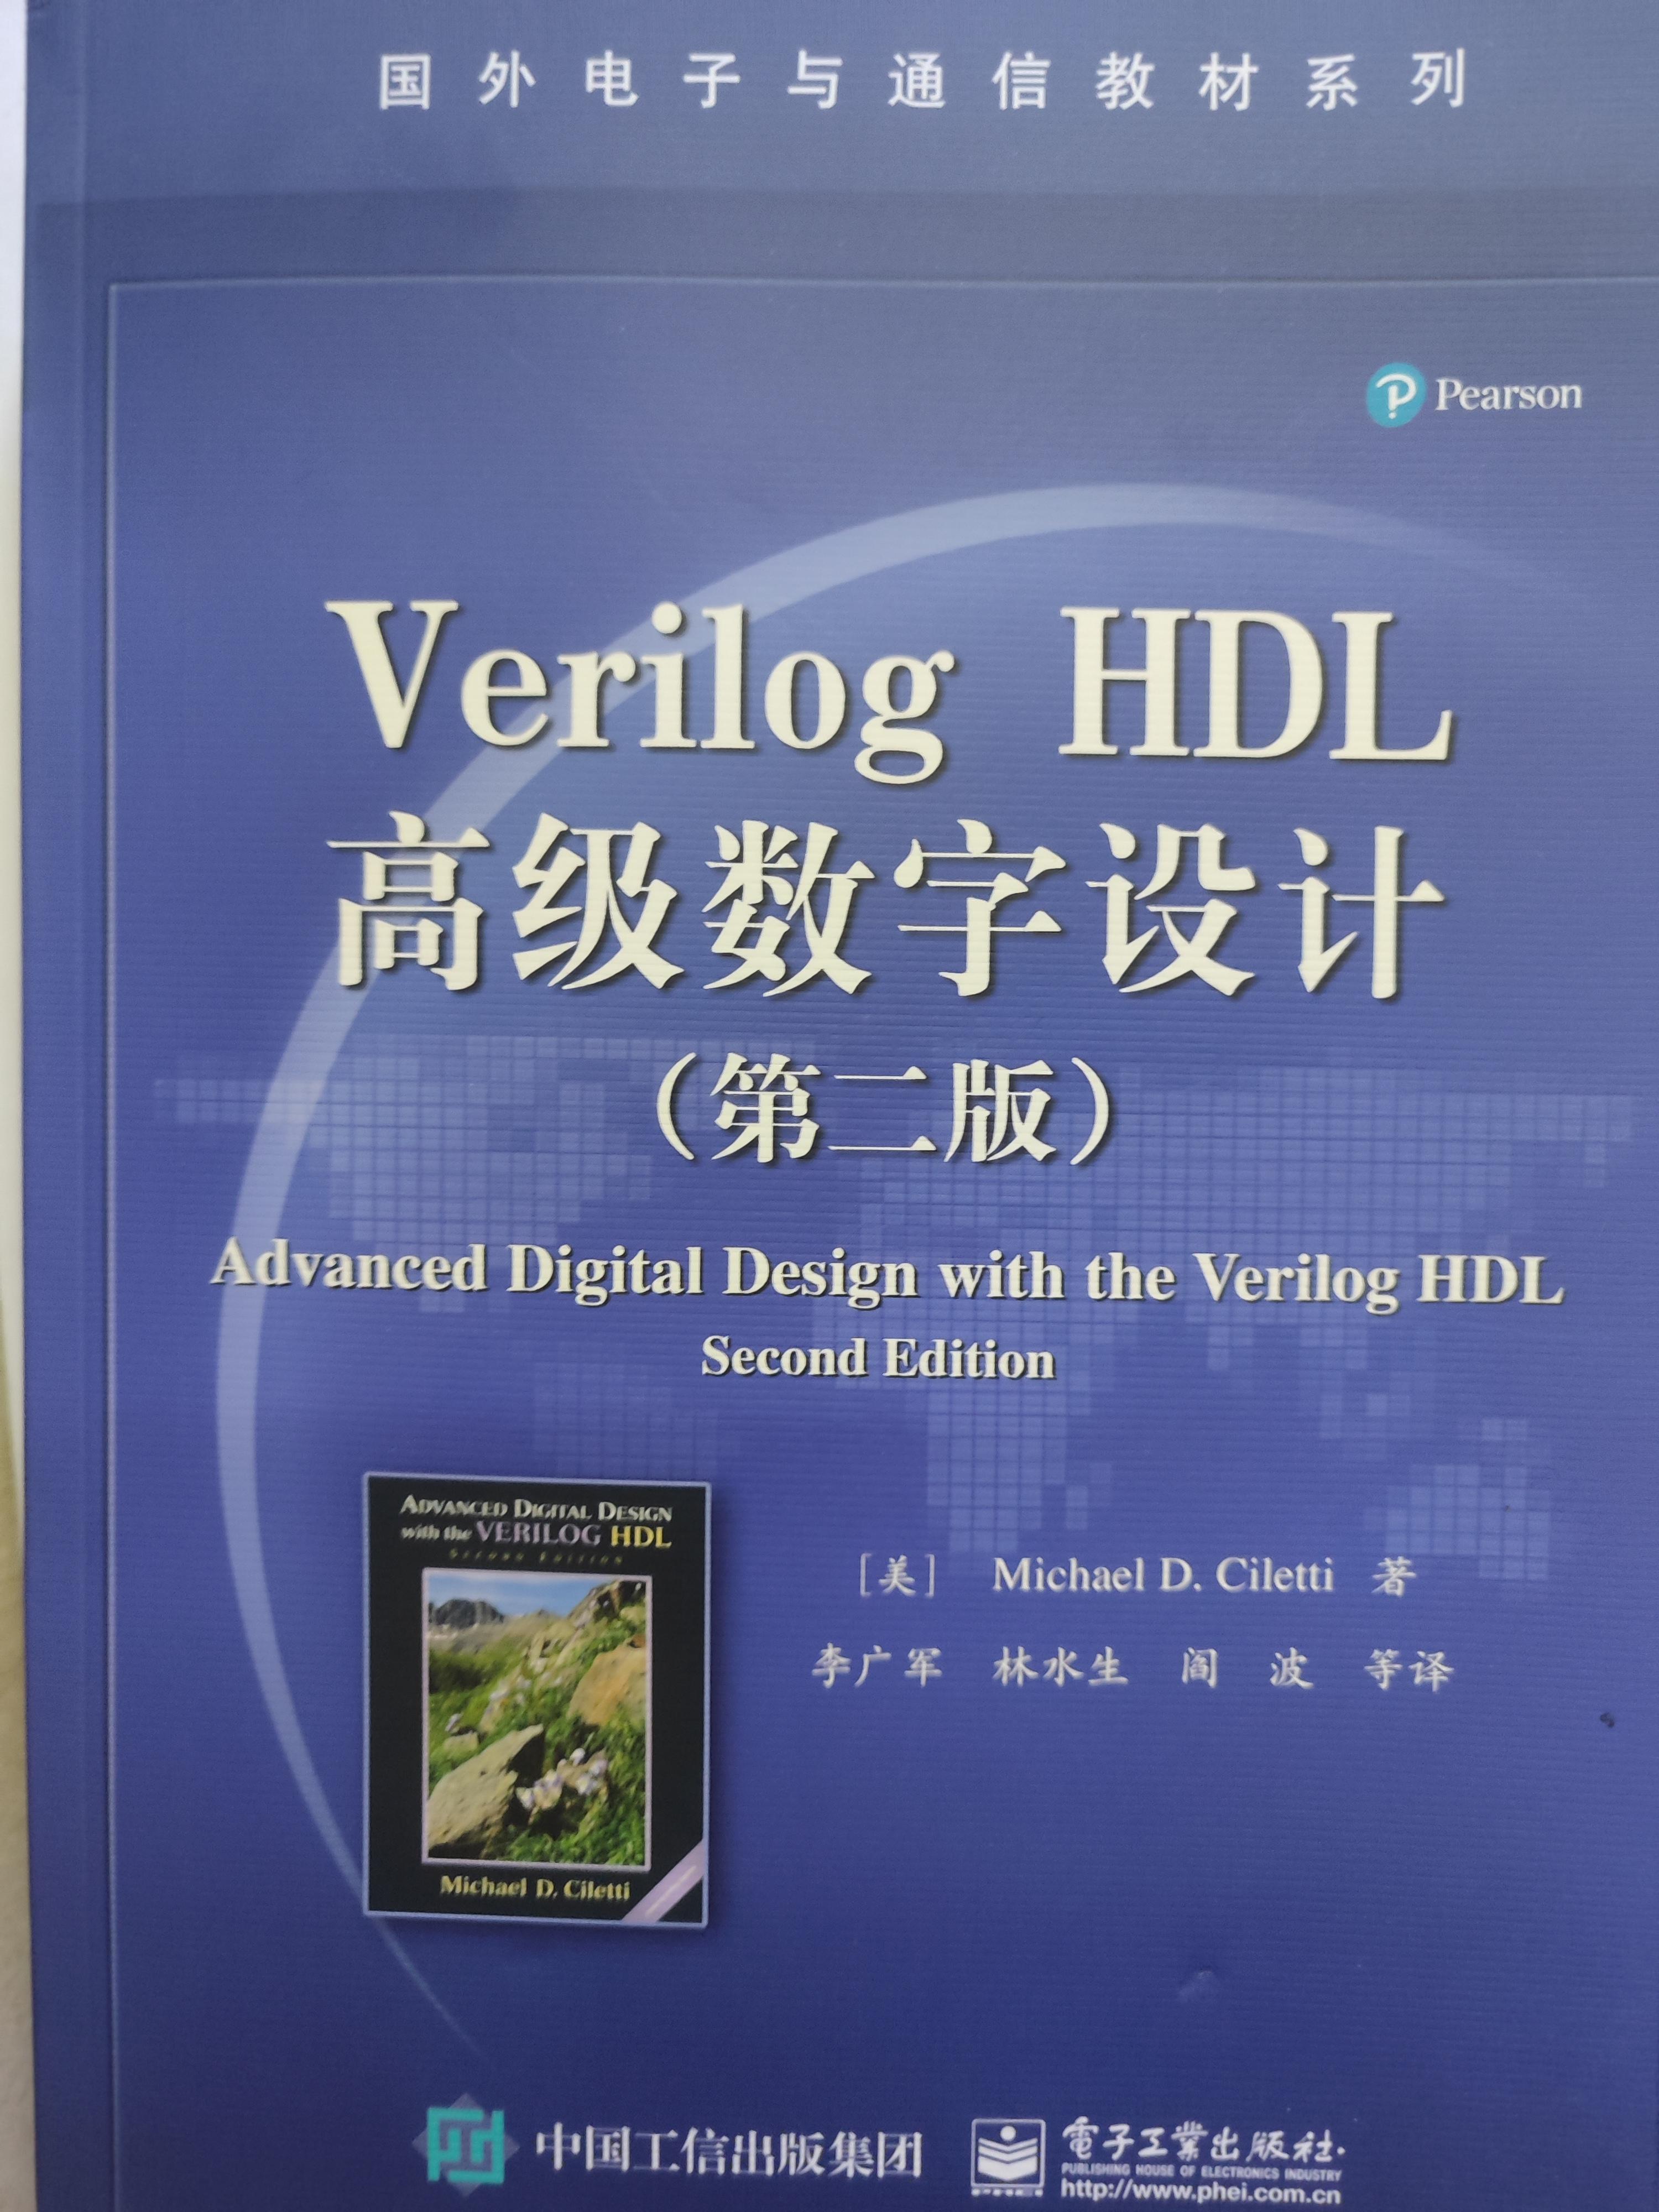 国外电子与通信教材系列
Pearson
Verilog HDL
高级数字设计
（第二版）
Advanced Digital Design with the Verilog HDL
Second Edition
ADVANCED DIGITAL DESIGN
with the VERILOG HDL
SECOND EDITION
Michael D. Ciletti
[美] Michael D. Ciletti 著
李广军 林水生 阎 波 等译
中国工信出版集团
電子工業出版社.
PUBLISHING HOUSE OF ELECTRONICS INDUSTRY
http://www.phei.com.cn